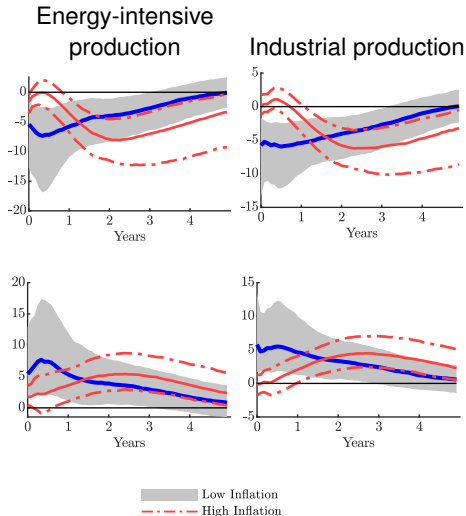 Energy-intensive
production
Industrial production
0
-5
-10
-15
-20
0 1 2 3 4
Years
5
0
-5
-10
-15
0 1 2 3 4
Years
20
15
10
5
0
0 1 2 3 4
Years
15
10
5
0
-5
0 1 2 3 4
Years
Low Inflation
High Inflation